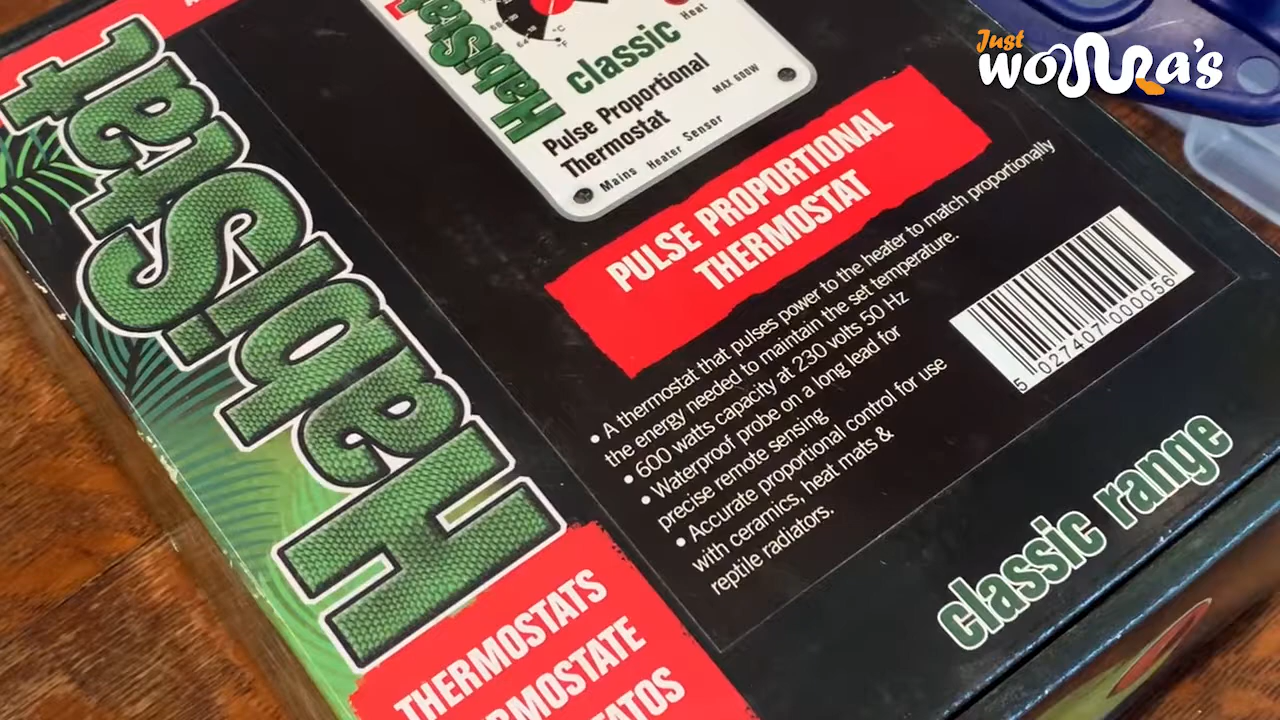 Just
woma's
HabiStat
HabiStat
°C
°F
Heat
classic
Pulse Proportional
Thermostat
MAX 600W
Mains Heater Sensor
PULSE PROPORTIONAL
THERMOSTAT
• A thermostat that pulses power to the heater to match proportionally
the energy needed to maintain the set temperature.
• 600 watts capacity at 230 volts 50 Hz
• Waterproof probe on a long lead for
precise remote sensing
• Accurate proportional control for use
with ceramics, heat mats &
reptile radiators.
5 027407 000056
classic range
THERMOSTATS